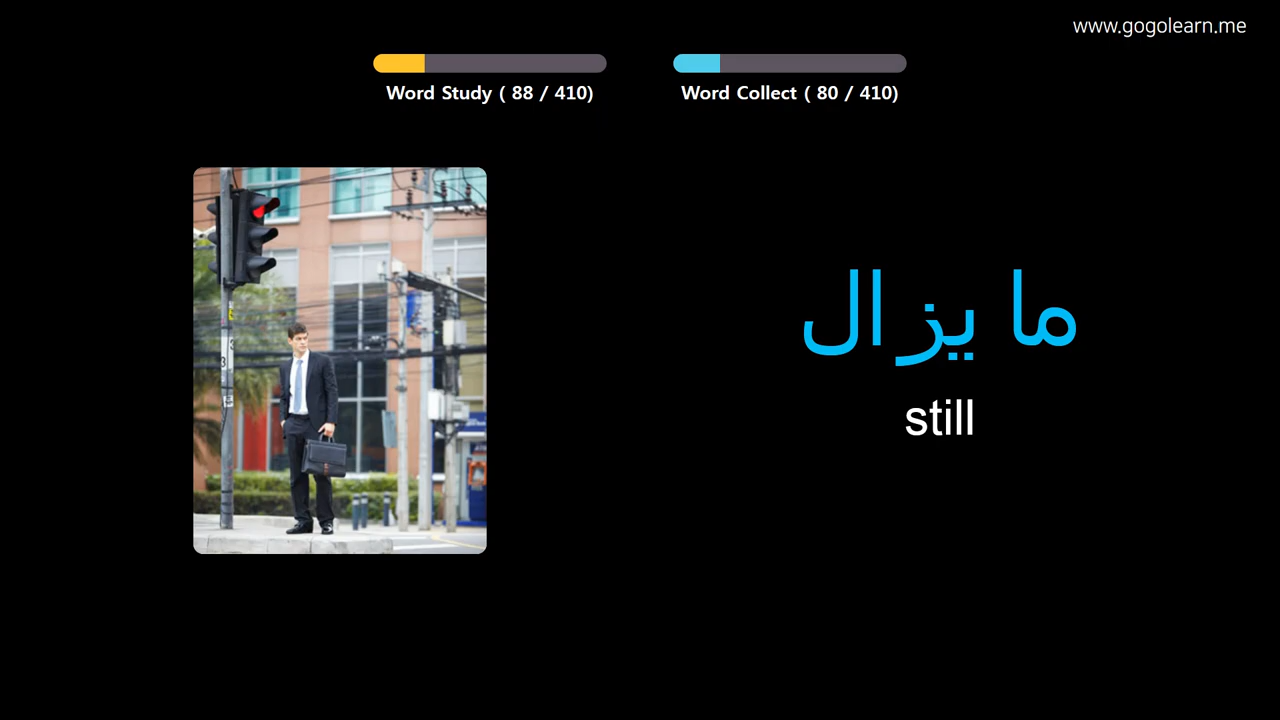 www.gogolearn.me
Word Study ( 88 / 410)
Word Collect ( 80 / 410)
ما يزال
still